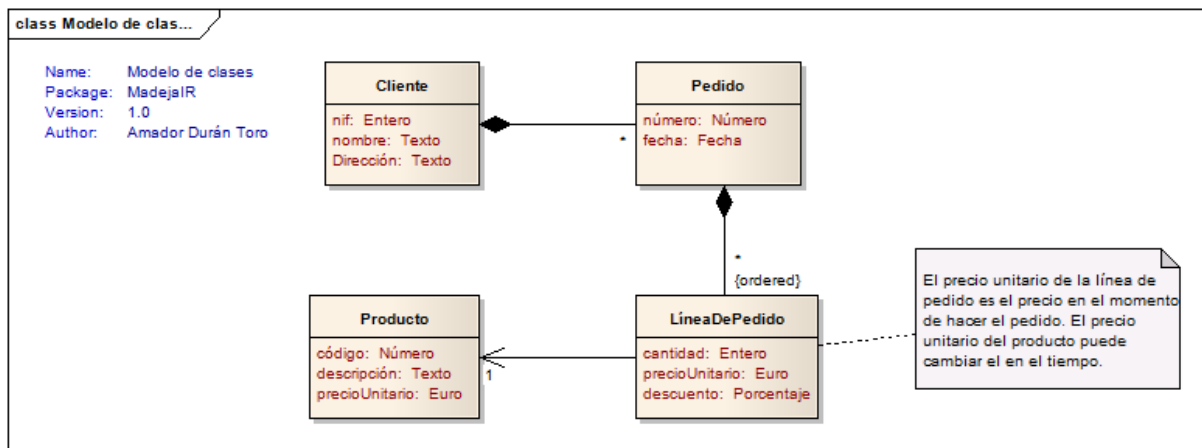 class Modelo de clas...
Name: Modelo de clases
Package: MadejaIR
Version: 1.0
Author: Amador Durán Toro
Cliente
nif: Entero
nombre: Texto
Dirección: Texto
*
Pedido
número: Número
fecha: Fecha
*
{ordered}
Producto
código: Número
descripción: Texto
precioUnitario: Euro
1
LíneaDePedido
cantidad: Entero
precioUnitario: Euro
descuento: Porcentaje
El precio unitario de la línea de
pedido es el precio en el momento
de hacer el pedido. El precio
unitario del producto puede
cambiar el en el tiempo.